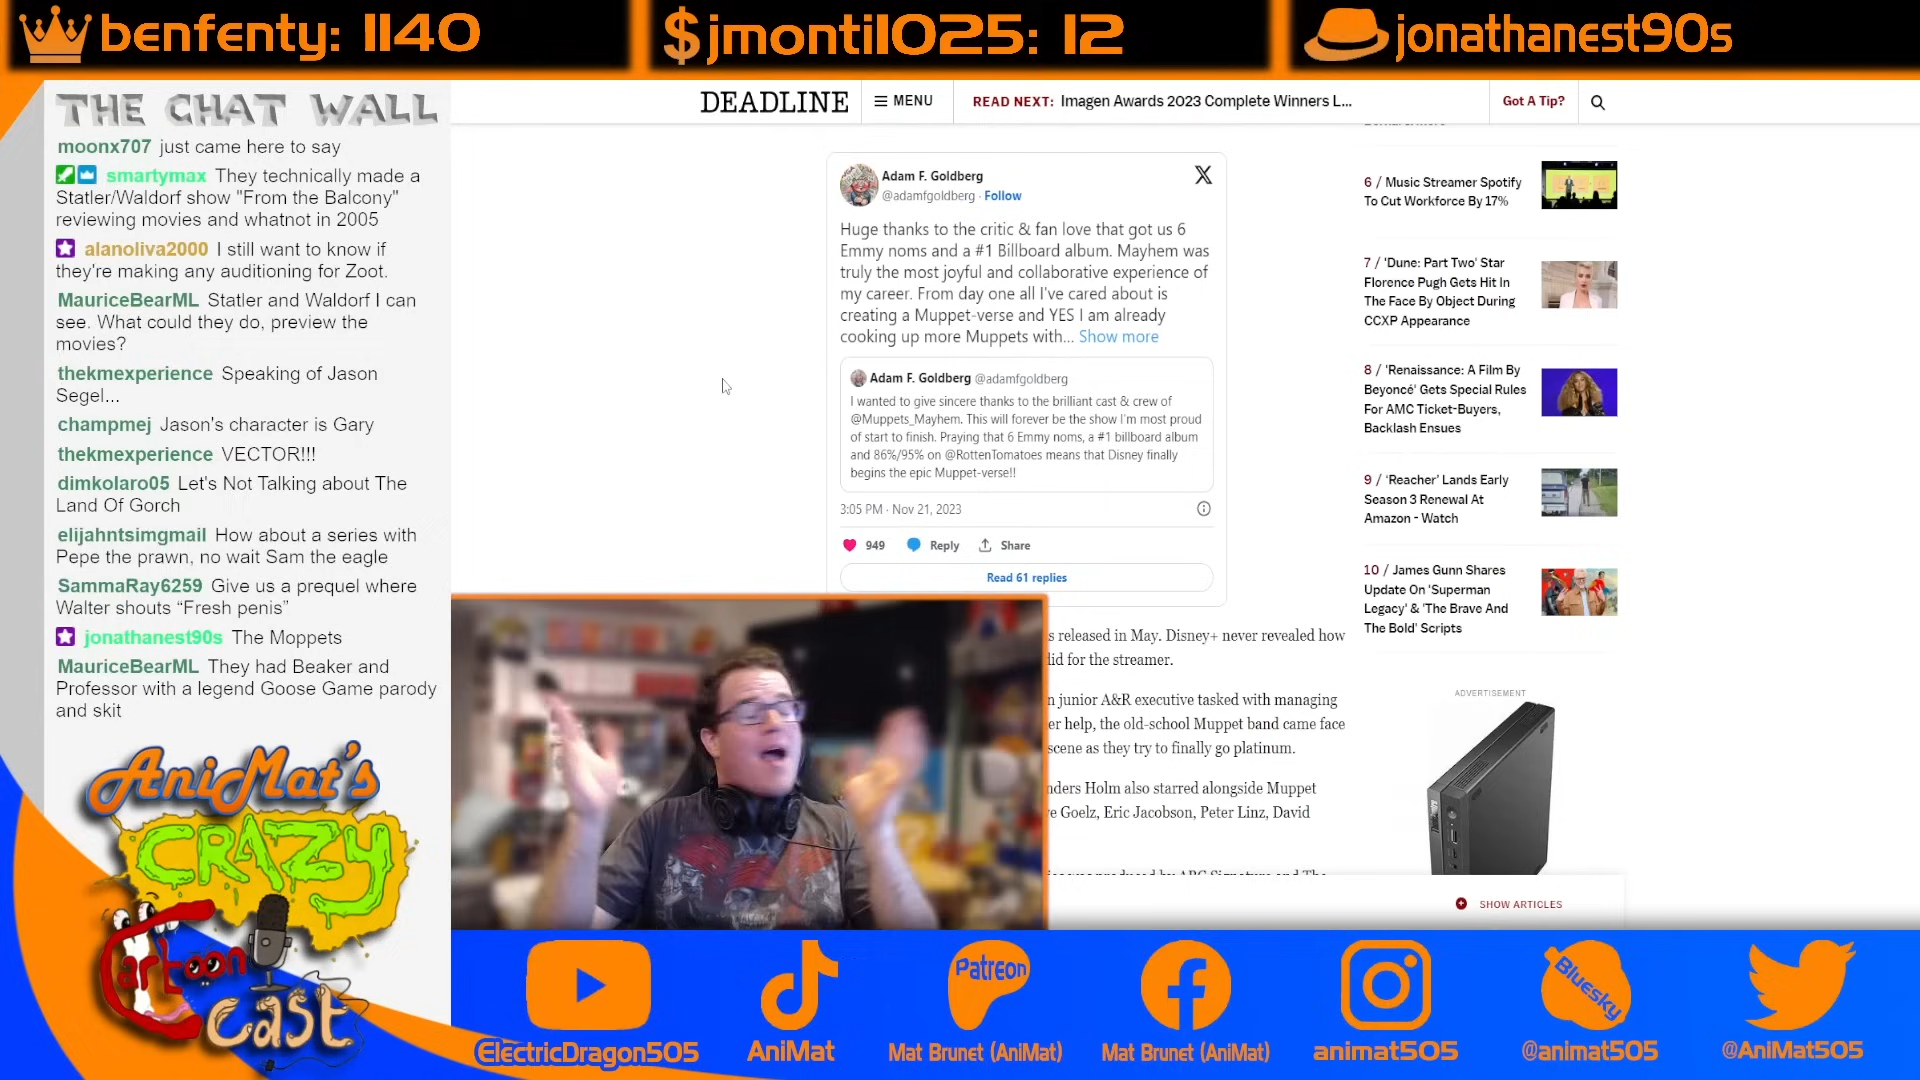 benfenty: 1140
$jmonti1025: 12
jonathanest90s
THE CHAT WALL
moonx707 just came here to say
smartymax They technically made a
Statler/Waldorf show "From the Balcony"
reviewing movies and whatnot in 2005
alanoliva2000 I still want to know if
they're making any auditioning for Zoot.
MauriceBearML Statler and Waldorf I can
see. What could they do, preview the
movies?
thekmexperience Speaking of Jason
Segel...
champmej Jason's character is Gary
thekmexperience VECTOR!!!
dimkolaro05 Let's Not Talking about The
Land Of Gorch
elijahntsimgmail How about a series with
Pepe the prawn, no wait Sam the eagle
SammaRay6259 Give us a prequel where
Walter shouts “Fresh penis”
jonathanest90s The Moppets
MauriceBearML They had Beaker and
Professor with a legend Goose Game parody
and skit
AniMat's
CRAZY
Cartoon
Cast
DEADLINE
MENU
READ NEXT: Imagen Awards 2023 Complete Winners L...
Got A Tip?
Adam F. Goldberg
@adamfgoldberg · Follow
Huge thanks to the critic & fan love that got us 6
Emmy noms and a #1 Billboard album. Mayhem was
truly the most joyful and collaborative experience of
my career. From day one all I've cared about is
creating a Muppet-verse and YES I am already
cooking up more Muppets with... Show more
Adam F. Goldberg @adamfgoldberg
I wanted to give sincere thanks to the brilliant cast & crew of
@Muppets_Mayhem. This will forever be the show I'm most proud
of start to finish. Praying that 6 Emmy noms, a #1 billboard album
and 86%/95% on @RottenTomatoes means that Disney finally
begins the epic Muppet-verse!!
3:05 PM · Nov 21, 2023
949 Reply Share
Read 61 replies
s released in May. Disney+ never revealed how
did for the streamer.
n junior A&R executive tasked with managing
er help, the old-school Muppet band came face
scene as they try to finally go platinum.
nders Holm also starred alongside Muppet
e Goelz, Eric Jacobson, Peter Linz, David
6 / Music Streamer Spotify
To Cut Workforce By 17%
7 / 'Dune: Part Two' Star
Florence Pugh Gets Hit In
The Face By Object During
CCXP Appearance
8 / 'Renaissance: A Film By
Beyoncé' Gets Special Rules
For AMC Ticket-Buyers,
Backlash Ensues
9 / ‘Reacher’ Lands Early
Season 3 Renewal At
Amazon - Watch
10 / James Gunn Shares
Update On 'Superman
Legacy' & 'The Brave And
The Bold' Scripts
ADVERTISEMENT
SHOW ARTICLES
Patreon
Bluesky
ElectricDragon505
AniMat
Mat Brunet (AniMat)
Mat Brunet (AniMat)
animat505
@animat505
@AniMat505